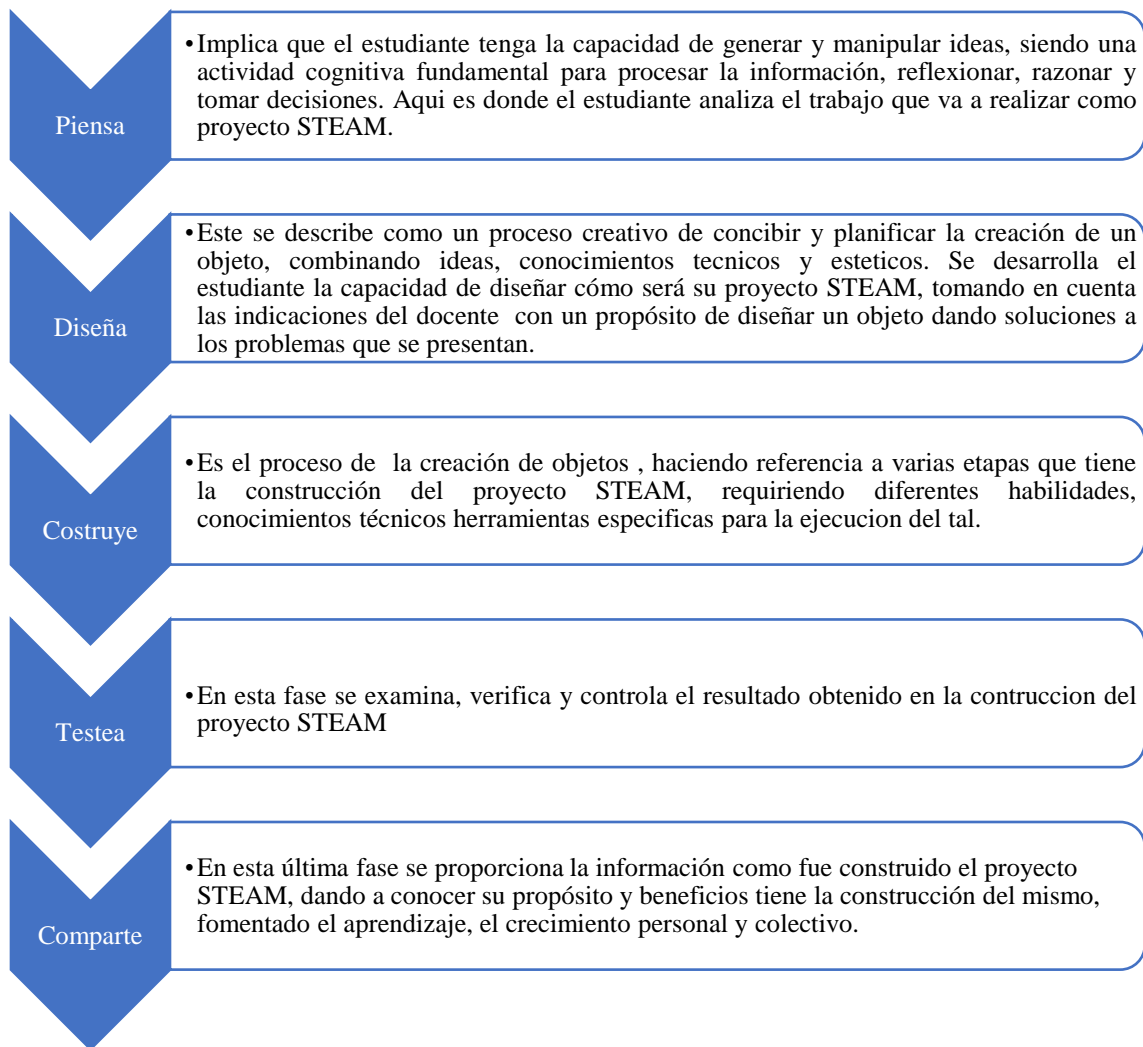 Piensa
•Implica que el estudiante tenga la capacidad de generar y manipular ideas, siendo una
actividad cognitiva fundamental para procesar la información, reflexionar, razonar y
tomar decisiones. Aqui es donde el estudiante analiza el trabajo que va a realizar como
proyecto STEAM.
Diseña
•Este se describe como un proceso creativo de concibir y planificar la creación de un
objeto, combinando ideas, conocimientos tecnicos y esteticos. Se desarrolla el
estudiante la capacidad de diseñar cómo será su proyecto STEAM, tomando en cuenta
las indicaciones del docente con un propósito de diseñar un objeto dando soluciones a
los problemas que se presentan.
Costruye
•Es el proceso de la creación de objetos , haciendo referencia a varias etapas que tiene
la construcción del proyecto STEAM, requiriendo diferentes habilidades,
conocimientos técnicos herramientas especificas para la ejecucion del tal.
Testea
•En esta fase se examina, verifica y controla el resultado obtenido en la contruccion del
proyecto STEAM
Comparte
•En esta última fase se proporciona la información como fue construido el proyecto
STEAM, dando a conocer su propósito y beneficios tiene la construcción del mismo,
fomentado el aprendizaje, el crecimiento personal y colectivo.